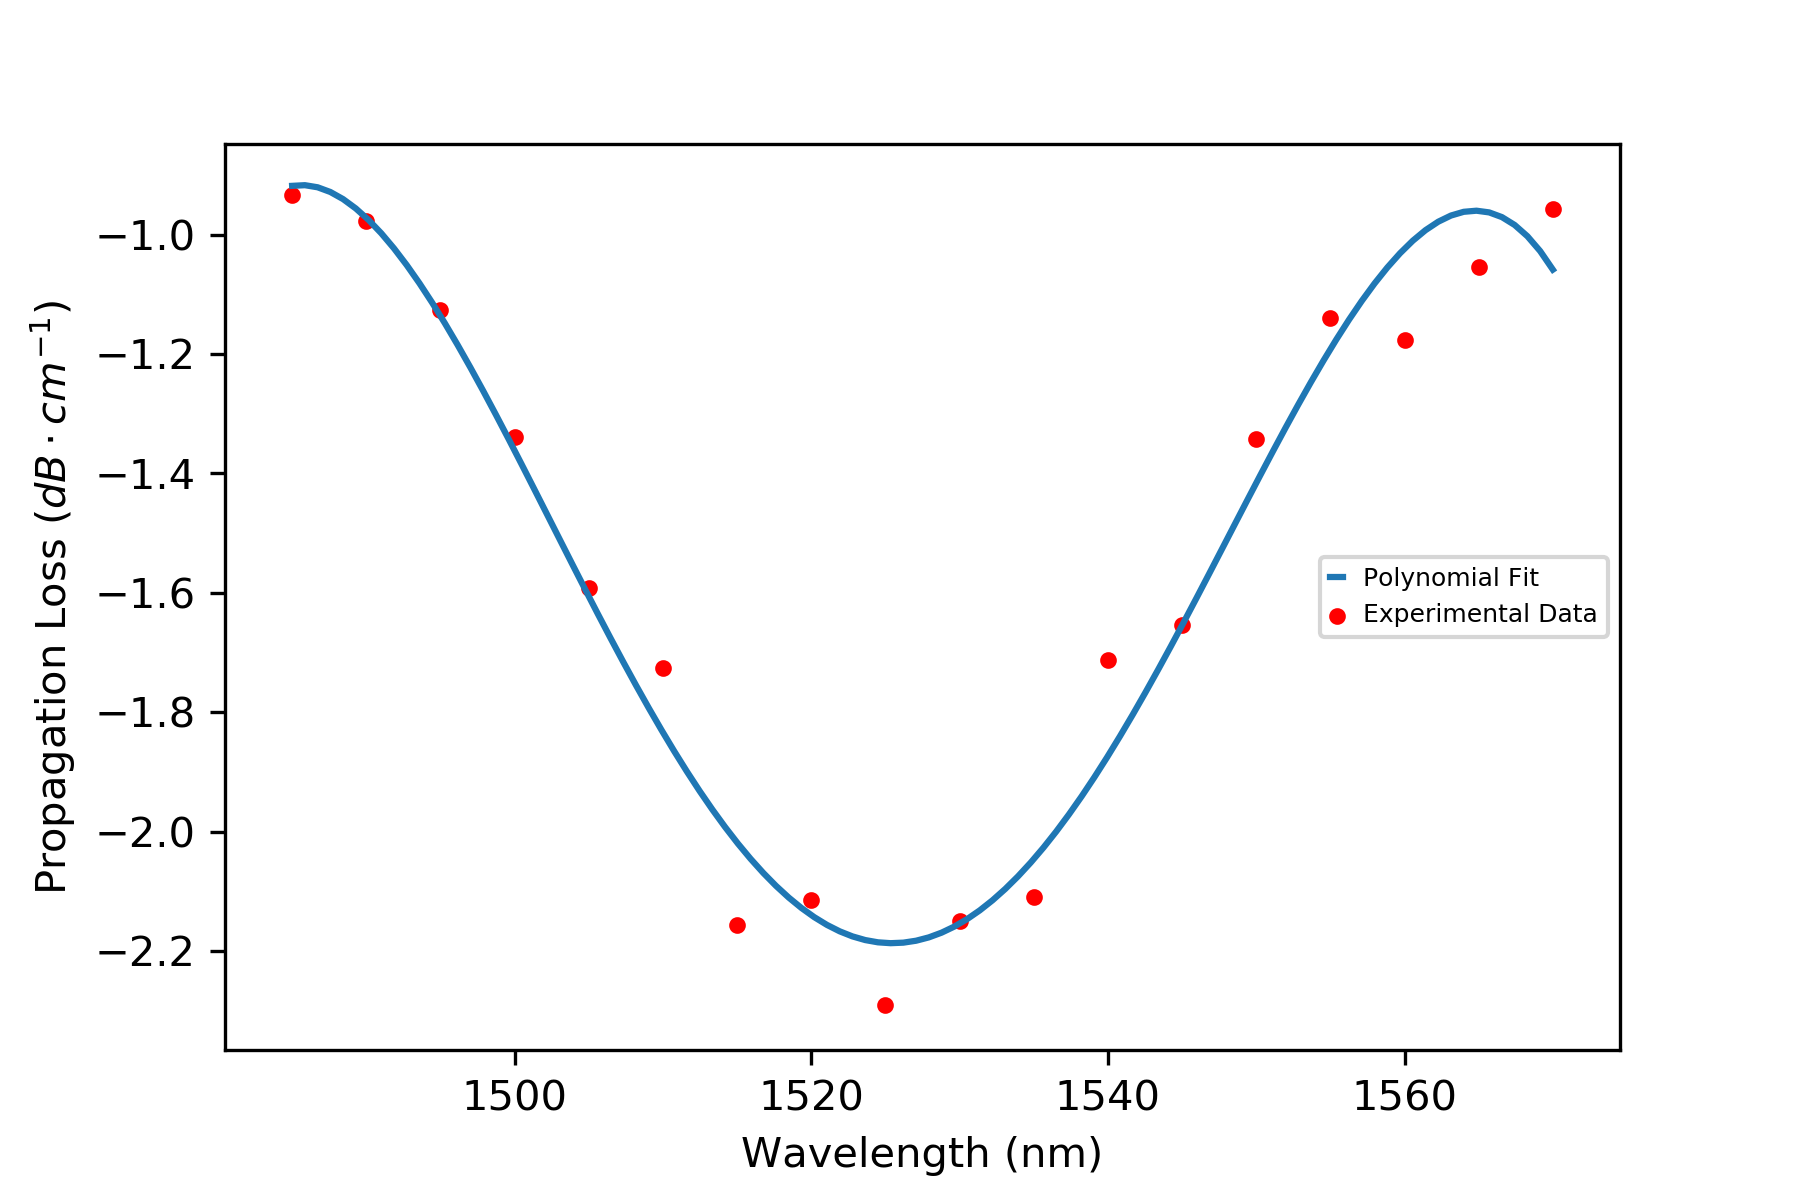 −1.0
−1.2
−1.4
−1.6
−1.8
−2.0
−2.2
Propagation Loss (dB · cm⁻¹)
Polynomial Fit
Experimental Data
1500 1520 1540 1560
Wavelength (nm)